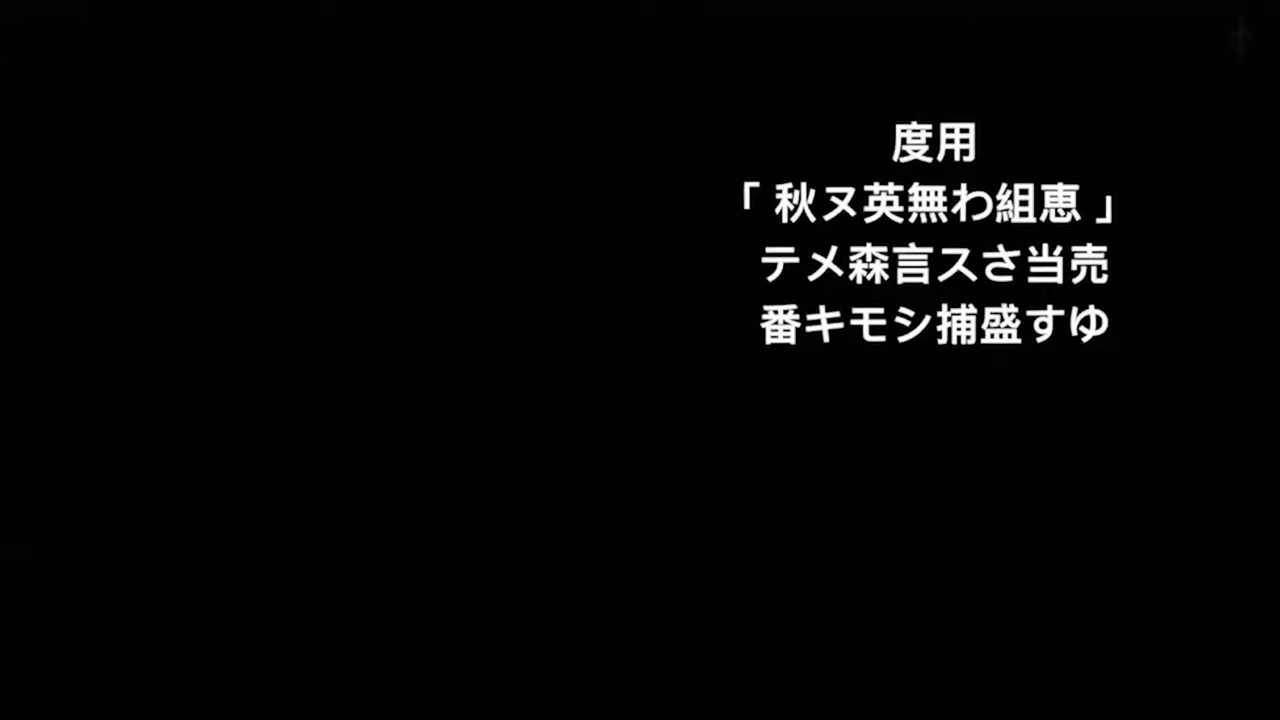 度用
「 秋ヌ英無わ組恵 」
テメ森言スさ当売
番キモシ捕盛すゆ